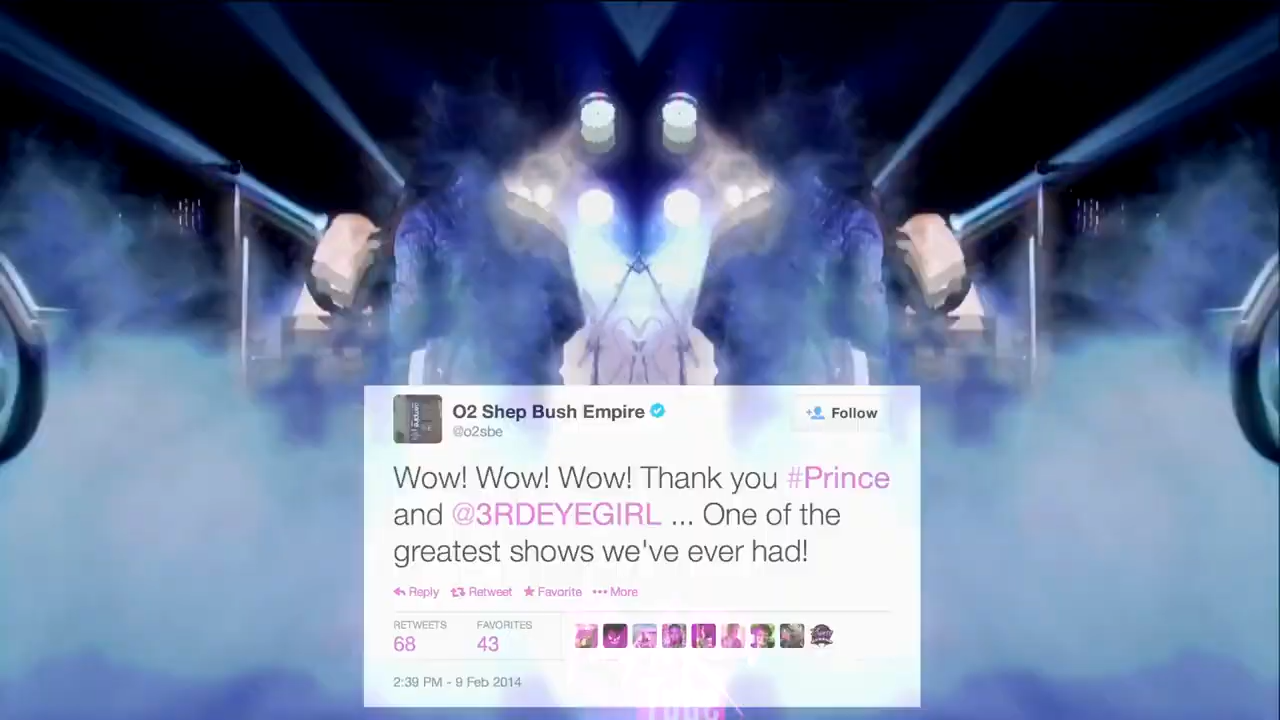 O2 Shep Bush Empire
@o2sbe
Follow
Wow! Wow! Wow! Thank you #Prince
and @3RDEYEGIRL ... One of the
greatest shows we've ever had!
Reply Retweet Favorite More
RETWEETS FAVORITES
68 43
2:39 PM - 9 Feb 2014